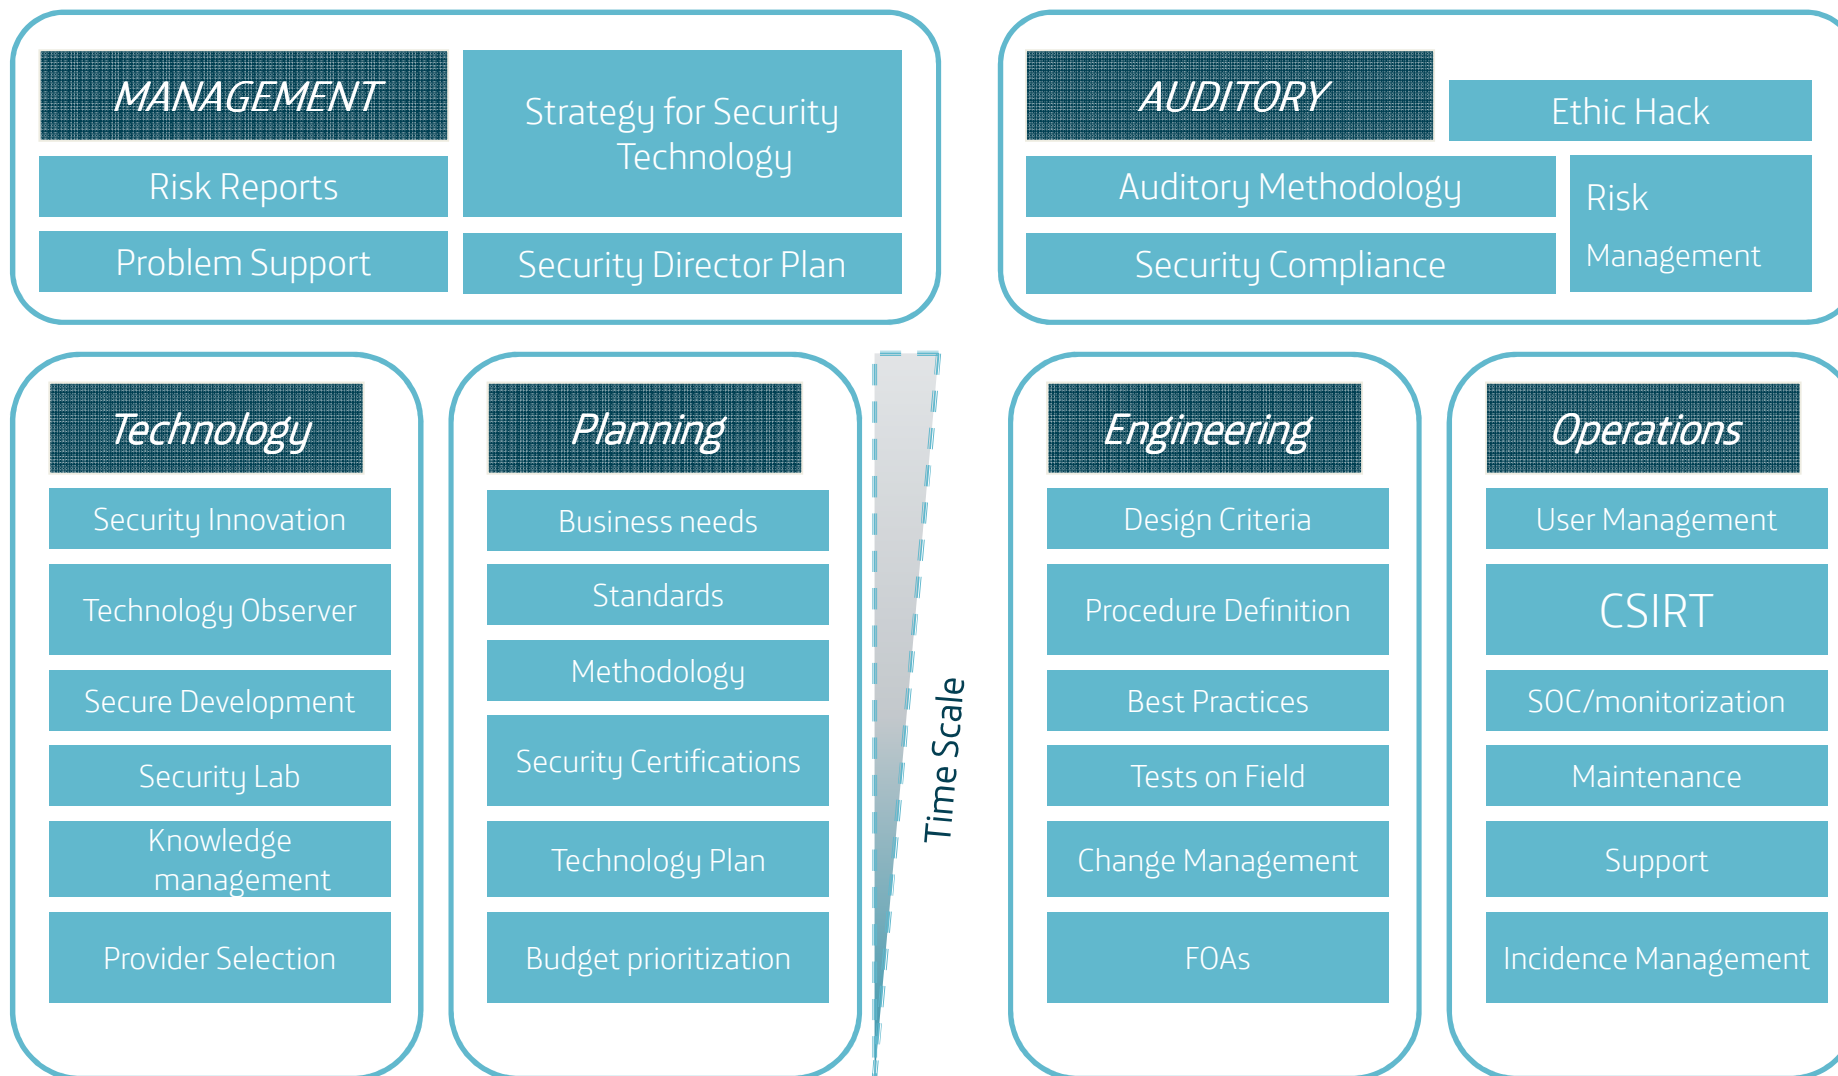 MANAGEMENT
Strategy for Security
Technology
Risk Reports
Problem Support
Security Director Plan
AUDITORY
Ethic Hack
Auditory Methodology
Risk
Management
Security Compliance
Technology
Security Innovation
Technology Observer
Secure Development
Security Lab
Knowledge
management
Provider Selection
Planning
Business needs
Standards
Methodology
Security Certifications
Technology Plan
Budget prioritization
Time Scale
Engineering
Design Criteria
Procedure Definition
Best Practices
Tests on Field
Change Management
FOAs
Operations
User Management
CSIRT
SOC/monitorization
Maintenance
Support
Incidence Management